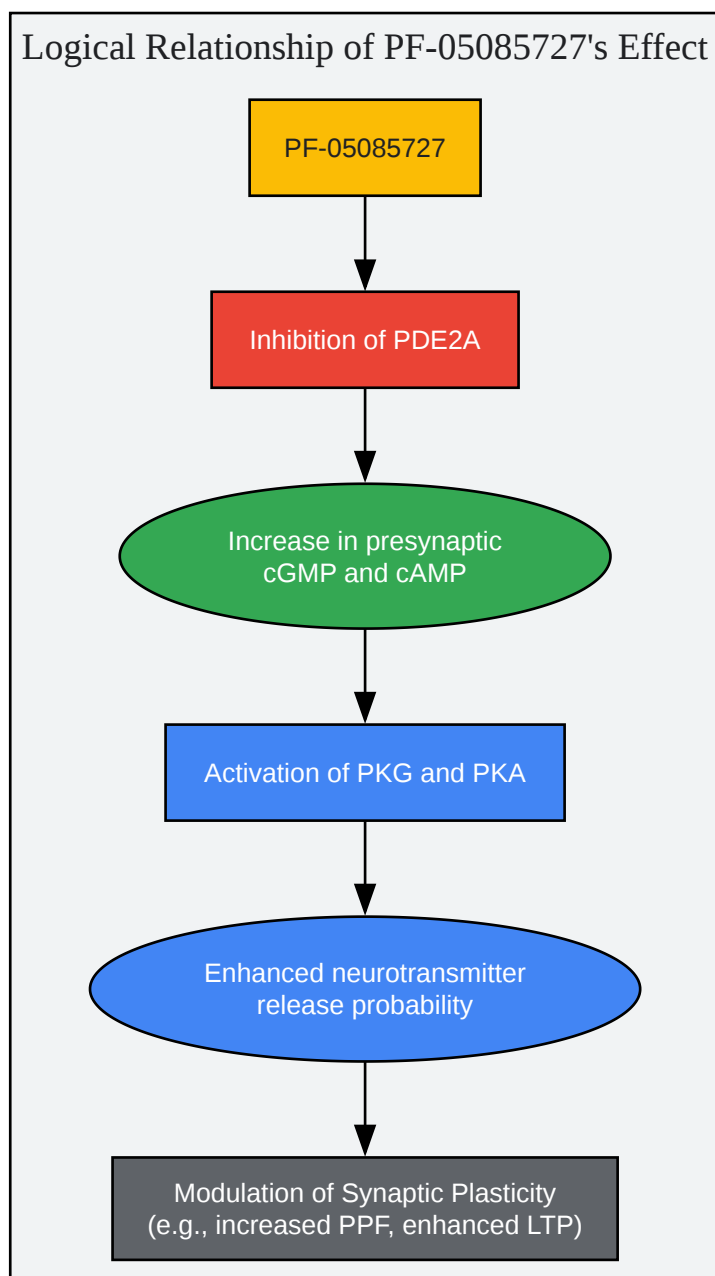 Logical Relationship of PF-05085727's Effect
PF-05085727
Inhibition of PDE2A
Increase in presynaptic
cGMP and cAMP
Activation of PKG and PKA
Enhanced neurotransmitter
release probability
Modulation of Synaptic Plasticity
(e.g., increased PPF, enhanced LTP)